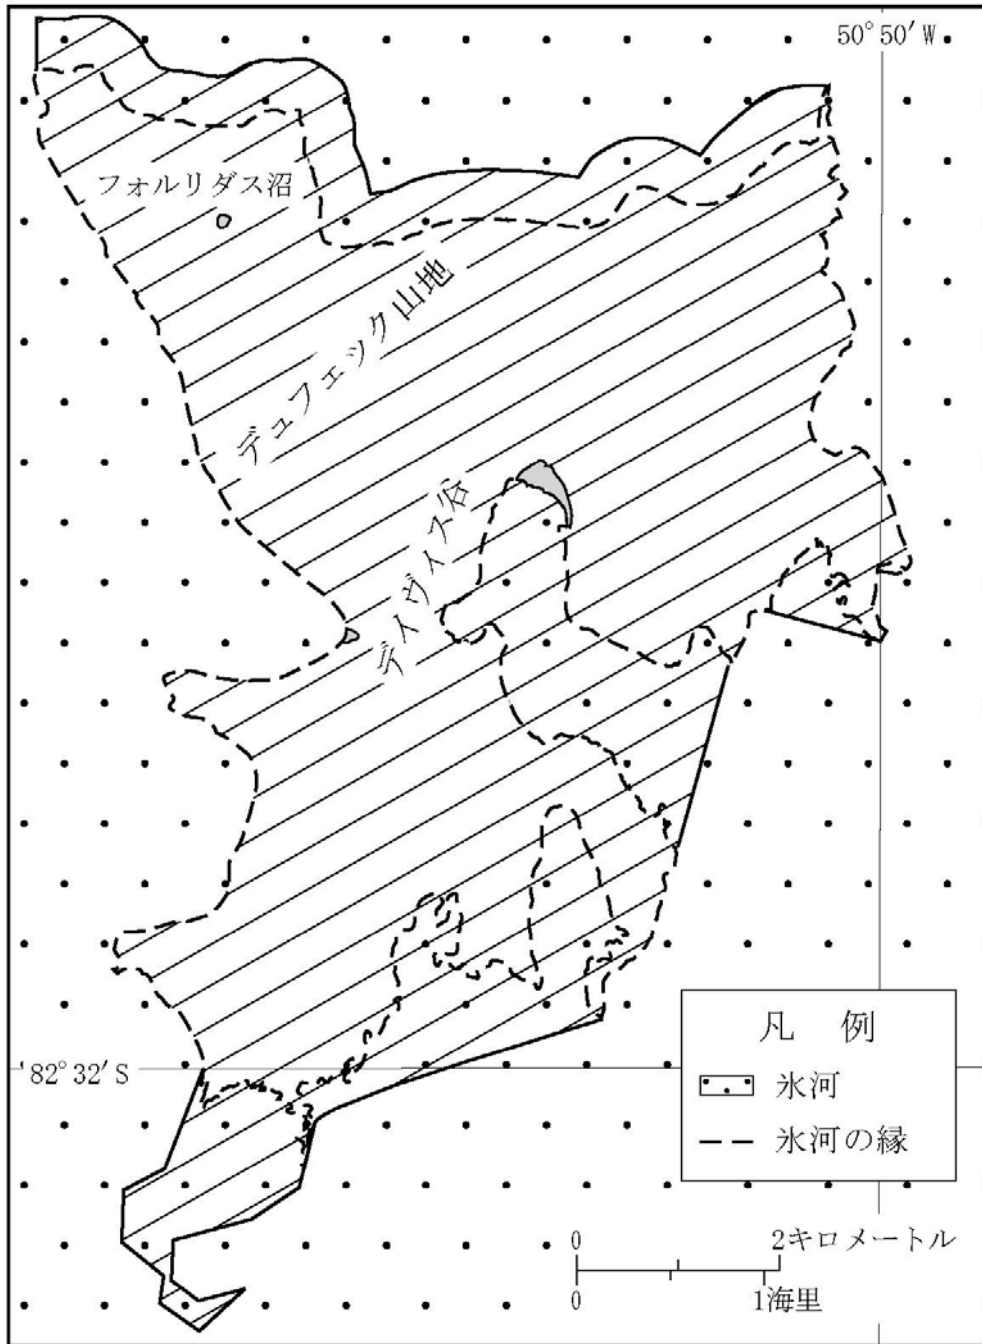 50°50′W
フォルリダス沼
デュフェック山地
デイヴィス谷
82°32′S
凡 例
氷河
氷河の縁
0 2キロメートル
0 1海里